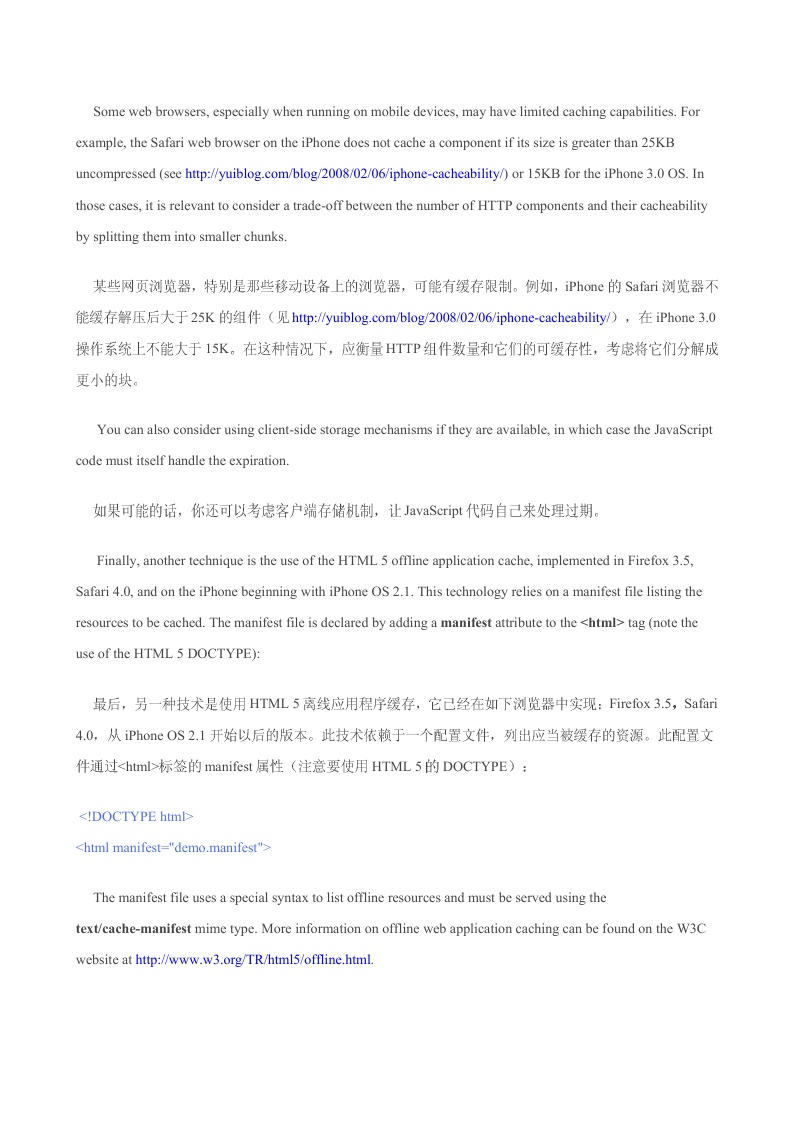 Some web browsers, especially when running on mobile devices, may have limited caching capabilities. For
example, the Safari web browser on the iPhone does not cache a component if its size is greater than 25KB
uncompressed (see http://yuiblog.com/blog/2008/02/06/iphone-cacheability/) or 15KB for the iPhone 3.0 OS. In
those cases, it is relevant to consider a trade-off between the number of HTTP components and their cacheability
by splitting them into smaller chunks.
某些网页浏览器，特别是那些移动设备上的浏览器，可能有缓存限制。例如，iPhone 的 Safari 浏览器不
能缓存解压后大于 25K 的组件（见 http://yuiblog.com/blog/2008/02/06/iphone-cacheability/），在 iPhone 3.0
操作系统上不能大于 15K。在这种情况下，应衡量 HTTP 组件数量和它们的可缓存性，考虑将它们分解成
更小的块。
You can also consider using client-side storage mechanisms if they are available, in which case the JavaScript
code must itself handle the expiration.
如果可能的话，你还可以考虑客户端存储机制，让 JavaScript 代码自己来处理过期。
Finally, another technique is the use of the HTML 5 offline application cache, implemented in Firefox 3.5,
Safari 4.0, and on the iPhone beginning with iPhone OS 2.1. This technology relies on a manifest file listing the
resources to be cached. The manifest file is declared by adding a manifest attribute to the <html> tag (note the
use of the HTML 5 DOCTYPE):
最后，另一种技术是使用 HTML 5 离线应用程序缓存，它已经在如下浏览器中实现：Firefox 3.5，Safari
4.0，从 iPhone OS 2.1 开始以后的版本。此技术依赖于一个配置文件，列出应当被缓存的资源。此配置文
件通过<html>标签的 manifest 属性（注意要使用 HTML 5 的 DOCTYPE）：
<!DOCTYPE html>
<html manifest="demo.manifest">
The manifest file uses a special syntax to list offline resources and must be served using the
text/cache-manifest mime type. More information on offline web application caching can be found on the W3C
website at http://www.w3.org/TR/html5/offline.html.